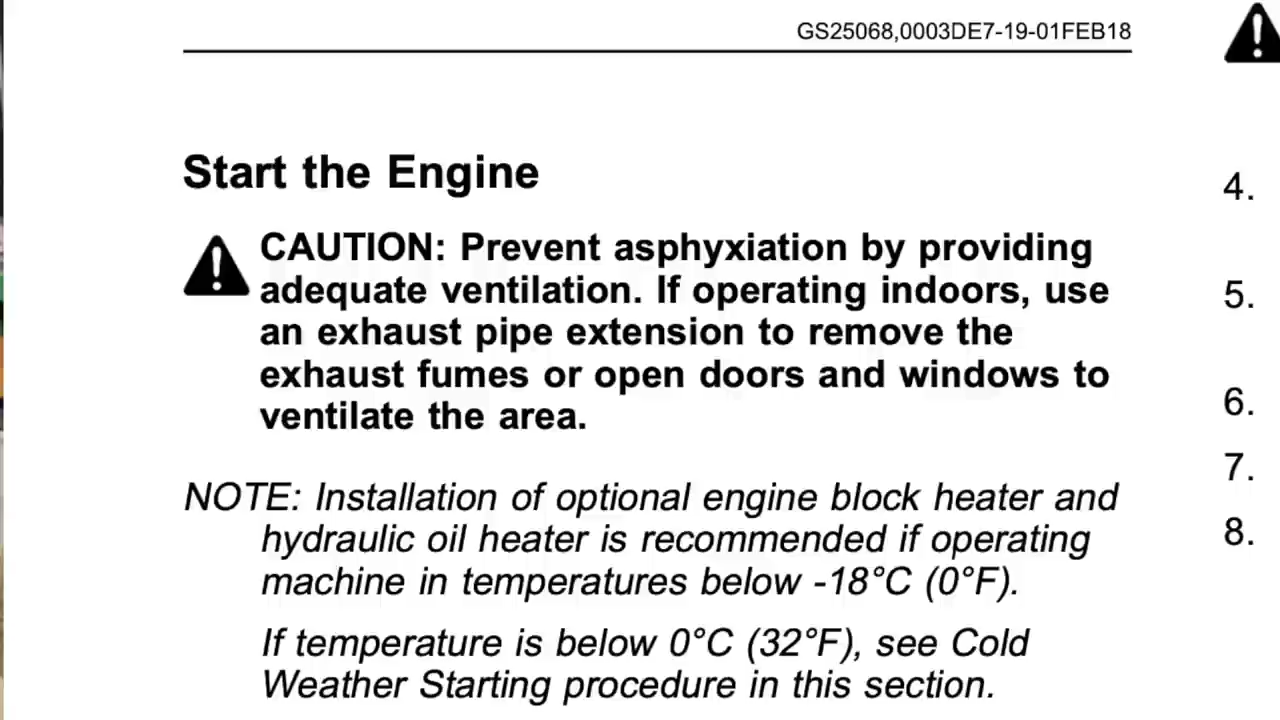 GS25068,0003DE7-19-01FEB18
Start the Engine
CAUTION: Prevent asphyxiation by providing
adequate ventilation. If operating indoors, use
an exhaust pipe extension to remove the
exhaust fumes or open doors and windows to
ventilate the area.
NOTE: Installation of optional engine block heater and
hydraulic oil heater is recommended if operating
machine in temperatures below -18°C (0°F).
If temperature is below 0°C (32°F), see Cold
Weather Starting procedure in this section.
4.
5.
6.
7.
8.